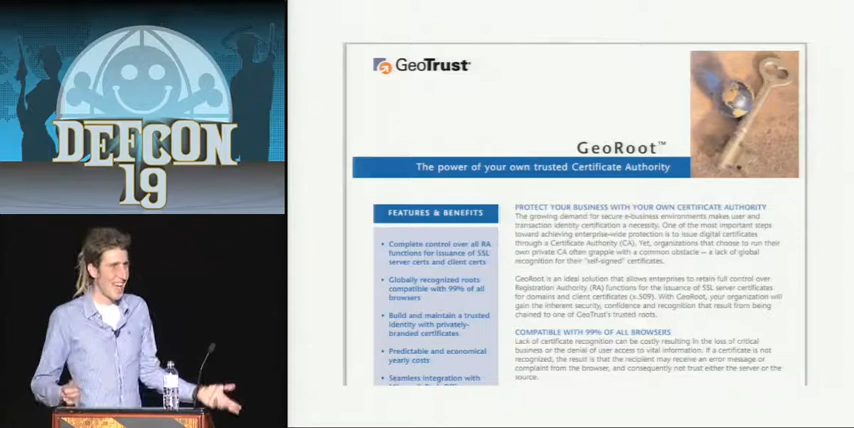 DEFCON
19
GeoTrust
GeoRoot™
The power of your own trusted Certificate Authority
FEATURES & BENEFITS
• Complete control over all RA
functions for issuance of SSL
server certs and client certs
• Globally recognized roots
compatible with 99% of all
browsers
• Build and maintain a trusted
identity with privately-
branded certificates
• Predictable and economical
yearly costs
• Seamless integration with
PROTECT YOUR BUSINESS WITH YOUR OWN CERTIFICATE AUTHORITY
The growing demand for secure e-business environments makes user and
transaction identity certification a necessity. One of the most important steps
toward achieving enterprise-wide protection is to issue digital certificates
through a Certificate Authority (CA). Yet, organizations that choose to run their
own private CA often grapple with a common obstacle — a lack of global
recognition for their "self-signed" certificates.
GeoRoot is an ideal solution that allows enterprises to retain full control over
Registration Authority (RA) functions for the issuance of SSL server certificates
for domains and client certificates (x.509). With GeoRoot, your organization will
gain the inherent security, confidence and recognition that result from being
chained to one of GeoTrust's trusted roots.
COMPATIBLE WITH 99% OF ALL BROWSERS
Lack of certificate recognition can be costly resulting in the loss of critical
business or the denial of user access to vital information. If a certificate is not
recognized, the result is that the recipient may receive an error message or
complaint from the browser, and consequently not trust either the server or the
source.